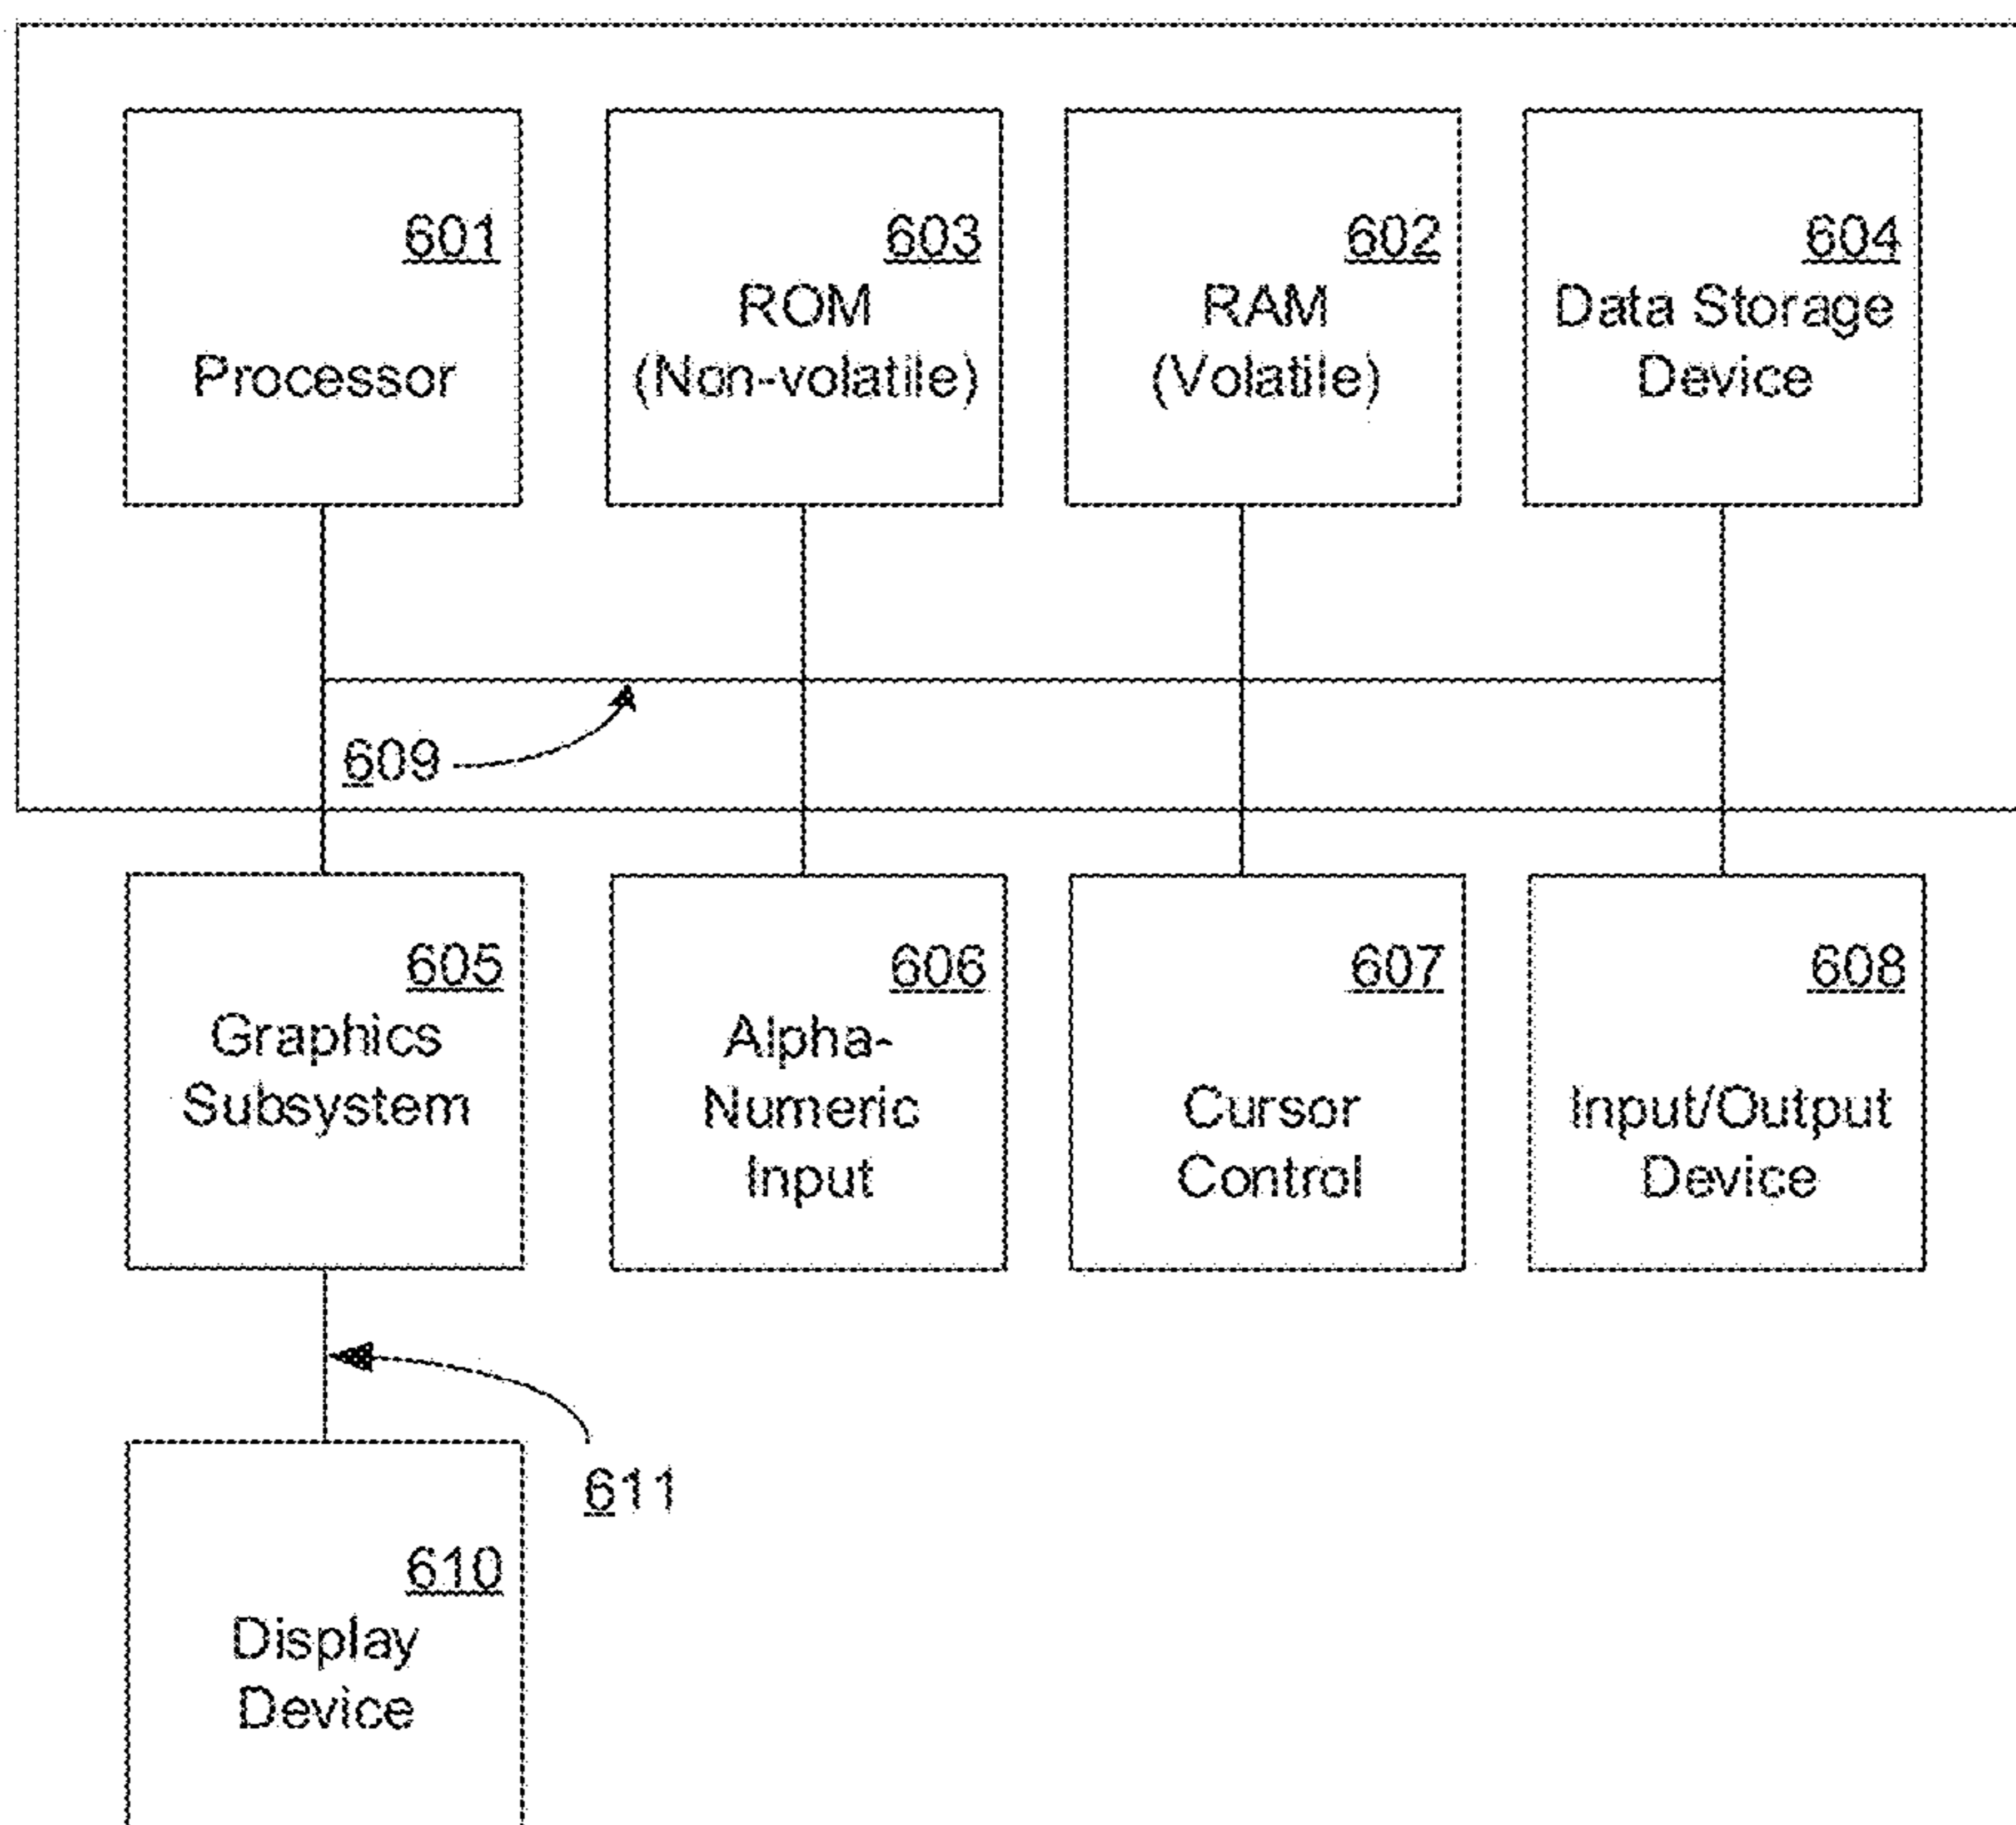 601
Processor
603
ROM
(Non-volatile)
602
RAM
(Volatile)
604
Data Storage
Device
609
605
Graphics
Subsystem
606
Alpha-
Numeric
Input
607
Cursor
Control
608
Input/Output
Device
611
610
Display
Device